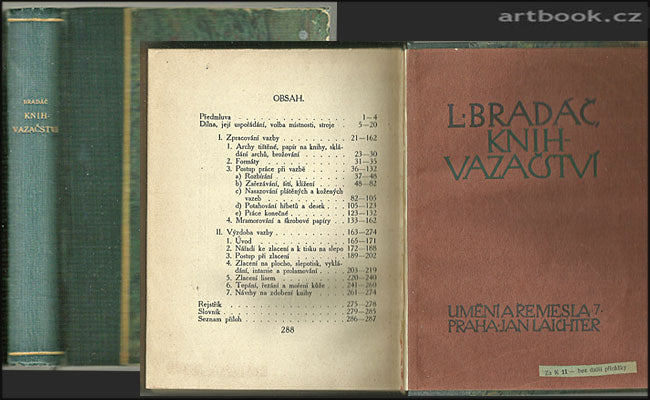 artbook.cz
BRADÁČ
KNIH-
VAZAČSTVÍ
OBSAH.
Předmluva 1—4
Dílna, její uspořádání, volba místnosti, stroje 5—20
I. Zpracování vazby 21—162
1. Archy tištěné, papír na knihy, sklá-
dání archů, brožování 23—30
2. Formáty 31—35
3. Postup práce při vazbě 36—132
a) Rozbírání 37—48
b) Zařezávání, šití, klížení 48—82
c) Nasazování plátěných a kožených
vazeb 82—105
d) Potahování hřbetů a desek 105—123
e) Práce konečné 123—132
4. Mramorování a škrobové papíry 133—162
II. Výzdoba vazby 163—274
1. Úvod 165—171
2. Nářadí ke zlacení a k tisku na slepo 172—188
3. Postup při zlacení 189—202
4. Zlacení na plocho, slepotisk, vyklá-
dání, intarsie a prolamování 203—219
5. Zlacení lisem 220—240
6. Tepání, řezání a moření kůže 241—260
7. Návrhy na zdobení knihy 261—274
Rejstřík 275—278
Slovník 279—285
Seznam příloh 286—287
288
L·BRADÁČ
KNIH-
VAZAČSTVÍ
UMĚNÍ A ŘEMESLA 7·
PRAHA·JAN LAICHTER
Za K 11 — bez další přirážky